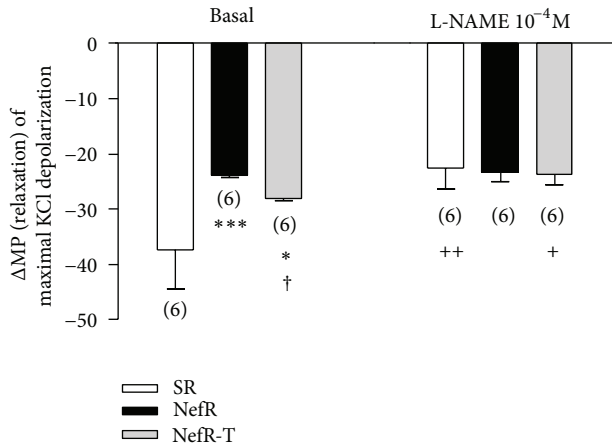 Basal
L-NAME 10⁻⁴M
ΔMP (relaxation) of
maximal KCl depolarization
0
−10
−20
−30
−40
−50
(6)
(6)
***
(6)
*
†
(6)
++
(6)
(6)
+
SR
NefR
NefR-T